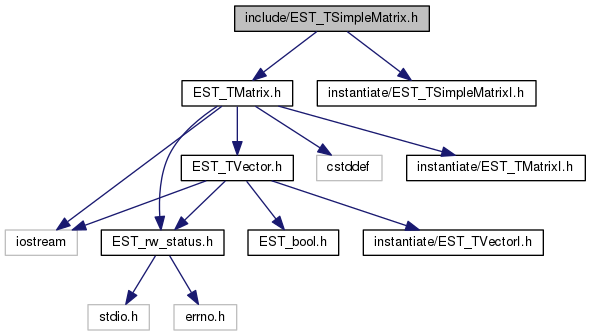 include/EST_TSimpleMatrix.h
EST_TMatrix.h
instantiate/EST_TSimpleMatrixI.h
EST_TVector.h
cstddef
instantiate/EST_TMatrixI.h
iostream
EST_rw_status.h
EST_bool.h
instantiate/EST_TVectorI.h
stdio.h
errno.h